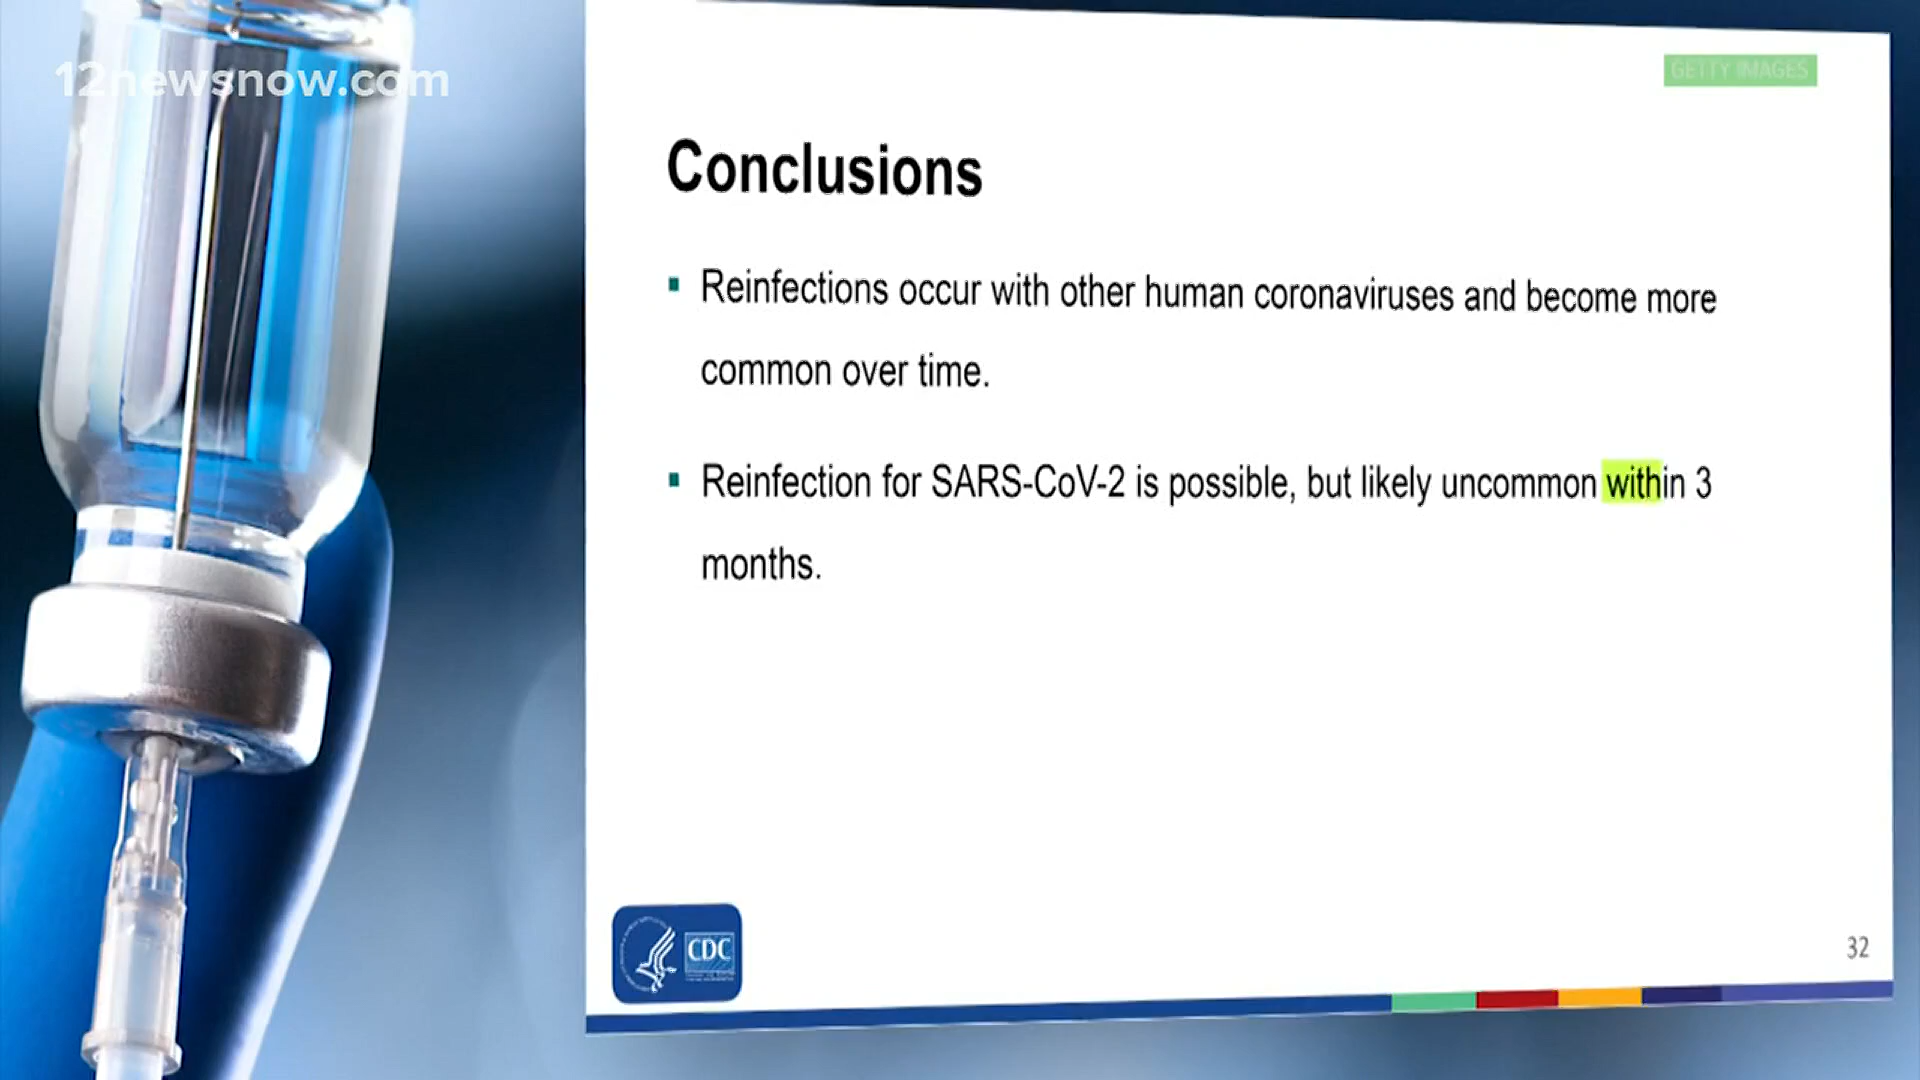 12newsnow.com
GETTY IMAGES
Conclusions
Reinfections occur with other human coronaviruses and become more
common over time.
Reinfection for SARS-CoV-2 is possible, but likely uncommon within 3
months.
CDC
32